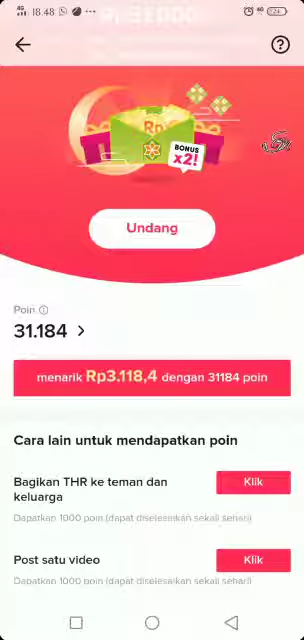 4G 18.48
Rp
BONUS
x2!
Undang
Poin
31.184
menarik Rp3.118,4 dengan 31184 poin
Cara lain untuk mendapatkan poin
Bagikan THR ke teman dan
keluarga
Klik
Dapatkan 1000 poin (dapat diselesaikan sekali sehari)
Post satu video
Klik
Dapatkan 1000 poin (dapat diselesaikan sekali sehari)